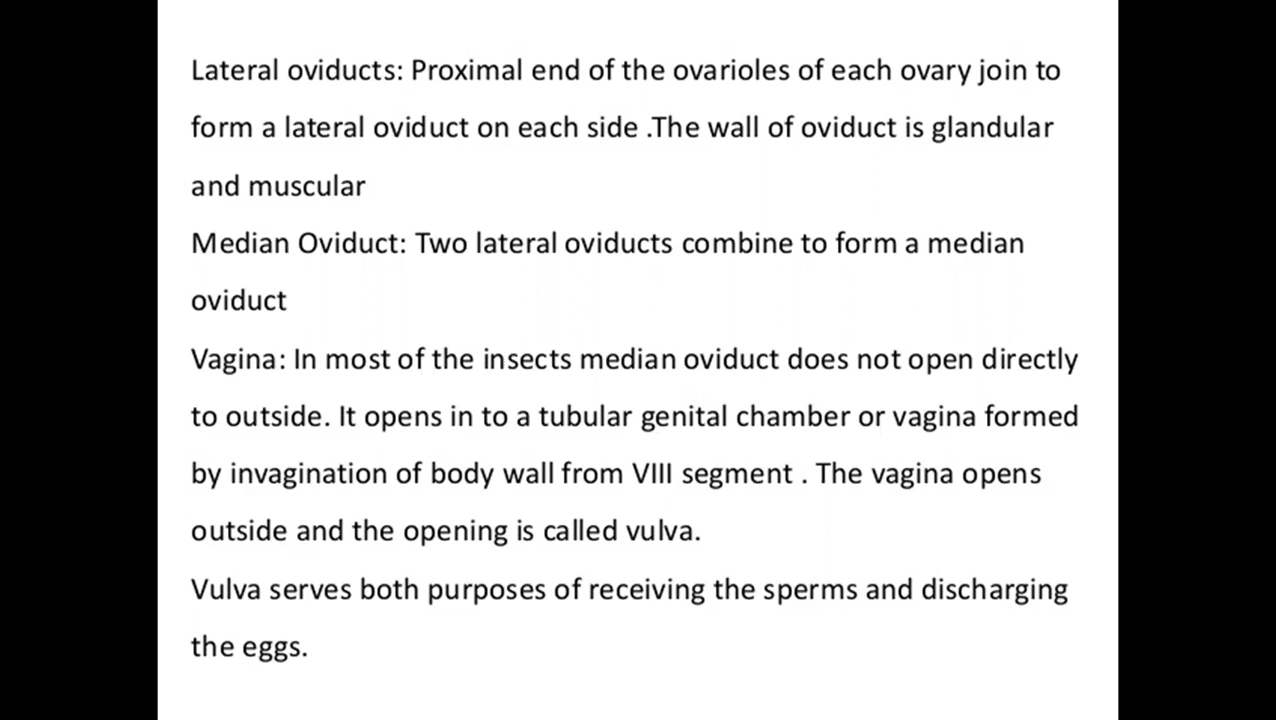 Lateral oviducts: Proximal end of the ovarioles of each ovary join to
form a lateral oviduct on each side .The wall of oviduct is glandular
and muscular
Median Oviduct: Two lateral oviducts combine to form a median
oviduct
Vagina: In most of the insects median oviduct does not open directly
to outside. It opens in to a tubular genital chamber or vagina formed
by invagination of body wall from VIII segment . The vagina opens
outside and the opening is called vulva.
Vulva serves both purposes of receiving the sperms and discharging
the eggs.